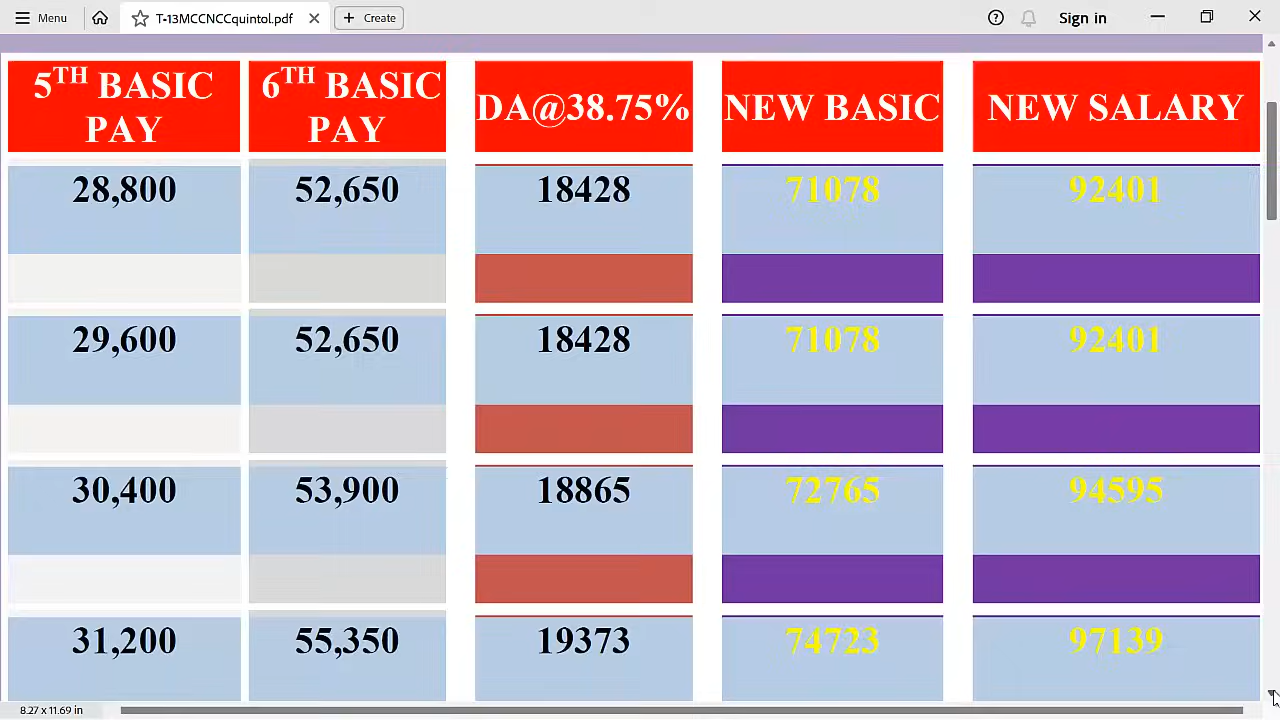 Menu
T-13MCCNCCquintol.pdf
Create
Sign in
5TH BASIC PAY 6TH BASIC PAY DA@38.75% NEW BASIC NEW SALARY
28,800 52,650 18428 71078 92401
29,600 52,650 18428 71078 92401
30,400 53,900 18865 72765 94595
31,200 55,350 19373 74723 97139
8.27 x 11.69 in